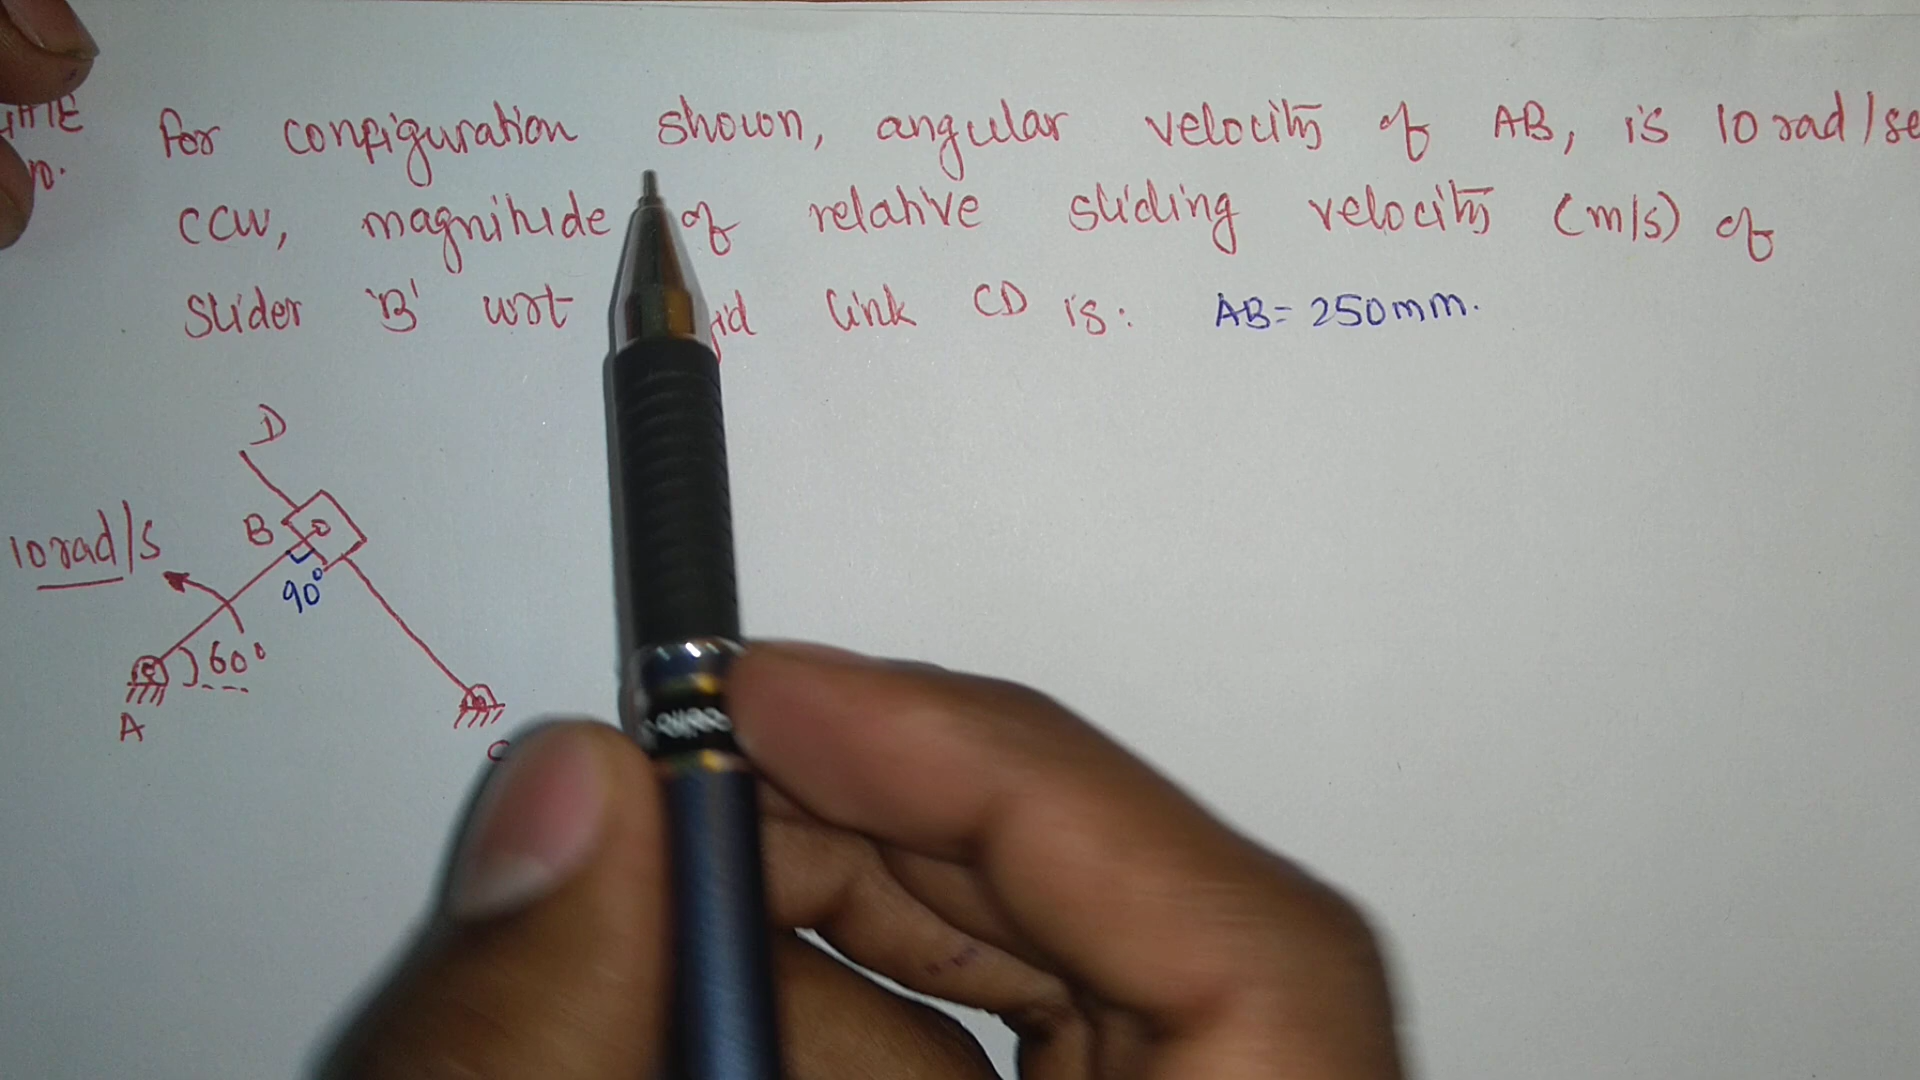 For configuration shown, angular velocity of AB, is 10 rad/se
CCW, magnitude of relative sliding velocity (m/s) of
slider 'B' wrt link CD is: AB= 250mm.
D
B
10 rad/s
90°
60°
A